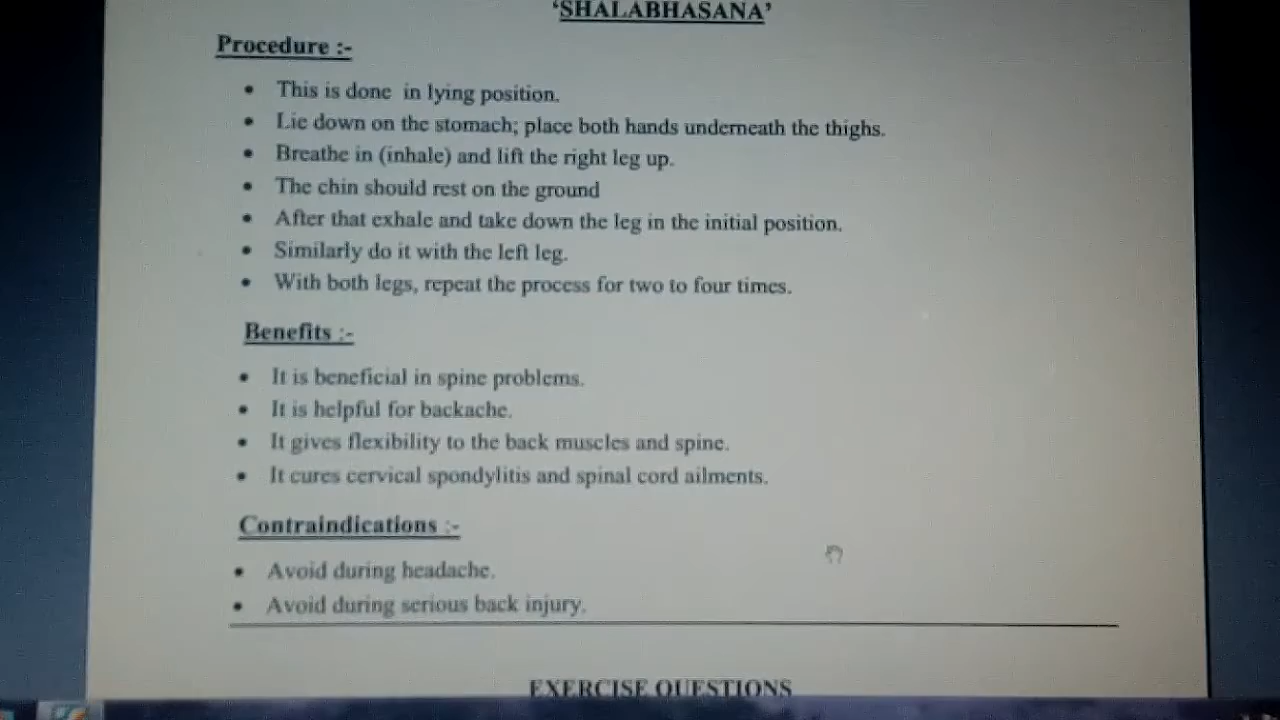 ‘SHALABHASANA’
Procedure :-
• This is done in lying position.
• Lie down on the stomach; place both hands underneath the thighs.
• Breathe in (inhale) and lift the right leg up.
• The chin should rest on the ground
• After that exhale and take down the leg in the initial position.
• Similarly do it with the left leg.
• With both legs, repeat the process for two to four times.
Benefits :-
• It is beneficial in spine problems.
• It is helpful for backache.
• It gives flexibility to the back muscles and spine.
• It cures cervical spondylitis and spinal cord ailments.
Contraindications :-
• Avoid during headache.
• Avoid during serious back injury.
EXERCISE QUESTIONS